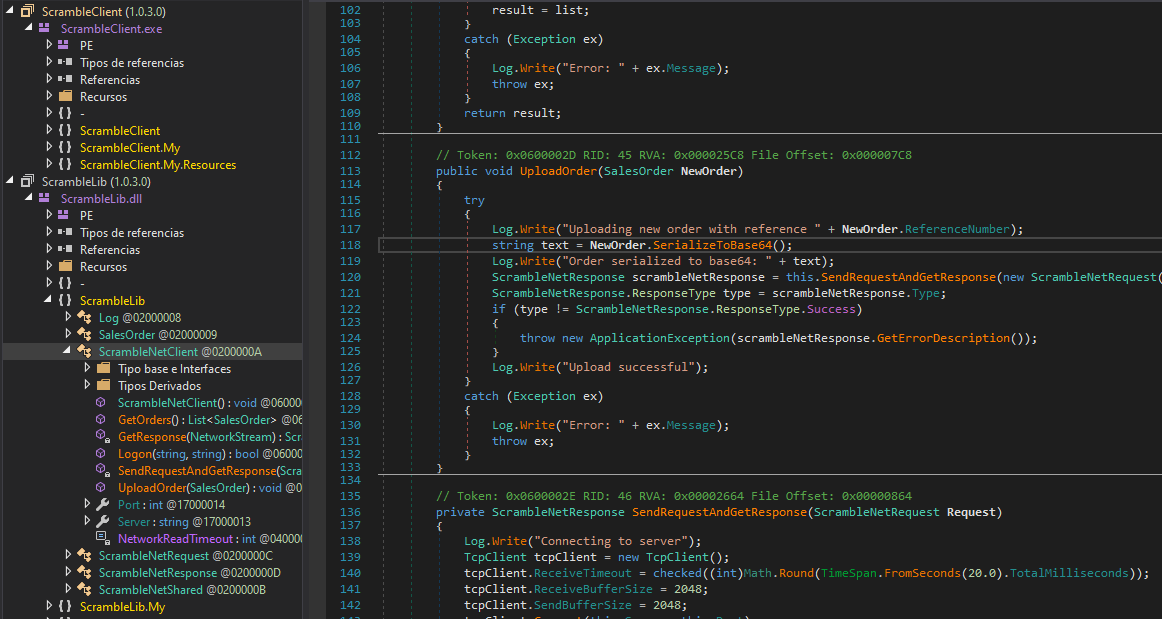 ScrambleClient (1.0.3.0)
ScrambleClient.exe
PE
Tipos de referencias
Referencias
Recursos
{ } -
{ } ScrambleClient
{ } ScrambleClient.My
{ } ScrambleClient.My.Resources
ScrambleLib (1.0.3.0)
ScrambleLib.dll
PE
Tipos de referencias
Referencias
Recursos
{ } -
{ } ScrambleLib
Log @02000008
SalesOrder @02000009
ScrambleNetClient @0200000A
Tipo base e Interfaces
Tipos Derivados
ScrambleNetClient() : void @0600
GetOrders() : List<SalesOrder> @06
GetResponse(NetworkStream) : Scr
Logon(string, string) : bool @0600
SendRequestAndGetResponse(Scra
UploadOrder(SalesOrder) : void @0
Port : int @17000014
Server : string @17000013
NetworkReadTimeout : int @04000
ScrambleNetRequest @0200000C
ScrambleNetResponse @0200000D
ScrambleNetShared @0200000B
{ } ScrambleLib.My
102 result = list;
103 }
104 catch (Exception ex)
105 {
106 Log.Write("Error: " + ex.Message);
107 throw ex;
108 }
109 return result;
110 }
111
112 // Token: 0x0600002D RID: 45 RVA: 0x000025C8 File Offset: 0x000007C8
113 public void UploadOrder(SalesOrder NewOrder)
114 {
115 try
116 {
117 Log.Write("Uploading new order with reference " + NewOrder.ReferenceNumber);
118 string text = NewOrder.SerializeToBase64();
119 Log.Write("Order serialized to base64: " + text);
120 ScrambleNetResponse scrambleNetResponse = this.SendRequestAndGetResponse(new ScrambleNetRequest(
121 ScrambleNetResponse.ResponseType type = scrambleNetResponse.Type;
122 if (type != ScrambleNetResponse.ResponseType.Success)
123 {
124 throw new ApplicationException(scrambleNetResponse.GetErrorDescription());
125 }
126 Log.Write("Upload successful");
127 }
128 catch (Exception ex)
129 {
130 Log.Write("Error: " + ex.Message);
131 throw ex;
132 }
133 }
134
135 // Token: 0x0600002E RID: 46 RVA: 0x00002664 File Offset: 0x00000864
136 private ScrambleNetResponse SendRequestAndGetResponse(ScrambleNetRequest Request)
137 {
138 Log.Write("Connecting to server");
139 TcpClient tcpClient = new TcpClient();
140 tcpClient.ReceiveTimeout = checked((int)Math.Round(TimeSpan.FromSeconds(20.0).TotalMilliseconds));
141 tcpClient.ReceiveBufferSize = 2048;
142 tcpClient.SendBufferSize = 2048;